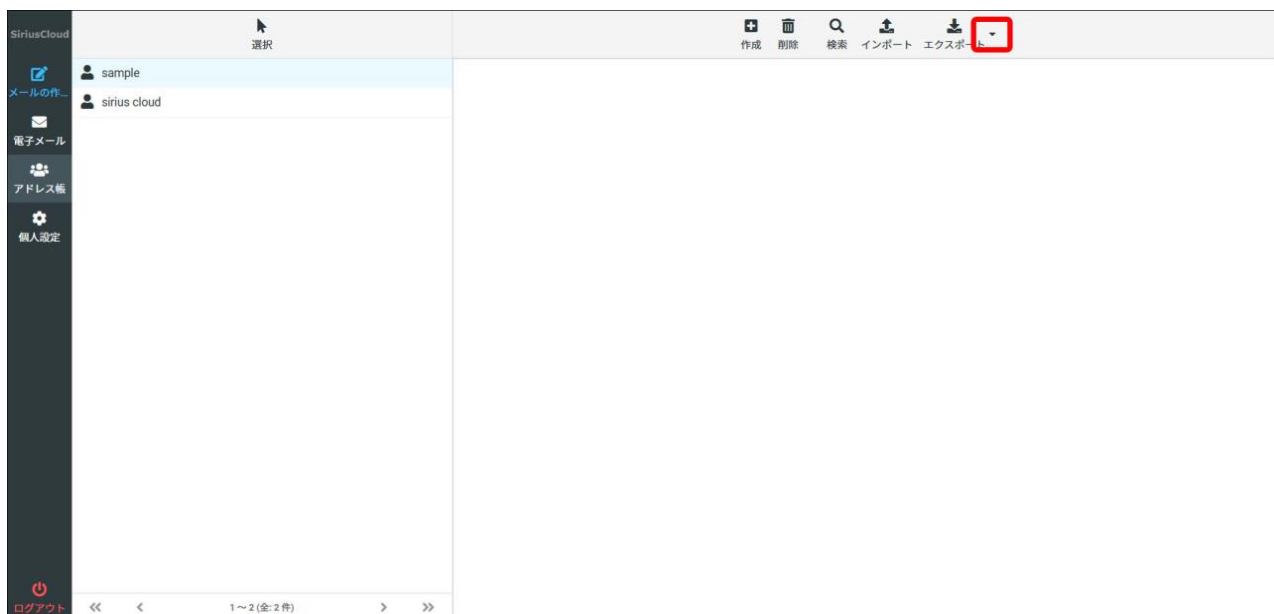 SiriusCloud
メールの作...
電子メール
アドレス帳
個人設定
ログアウト
選択
sample
sirius cloud
1 ～ 2 (全: 2 件)
作成
削除
検索
インポート
エクスポート